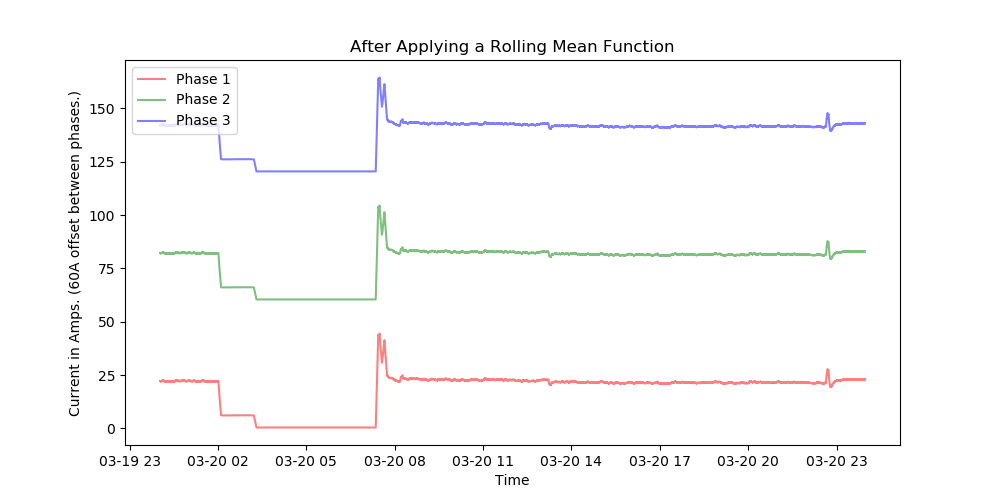 After Applying a Rolling Mean Function
Phase 1
Phase 2
Phase 3
Current in Amps. (60A offset between phases.)
150
125
100
75
50
25
0
03-19 23 03-20 02 03-20 05 03-20 08 03-20 11 03-20 14 03-20 17 03-20 20 03-20 23
Time